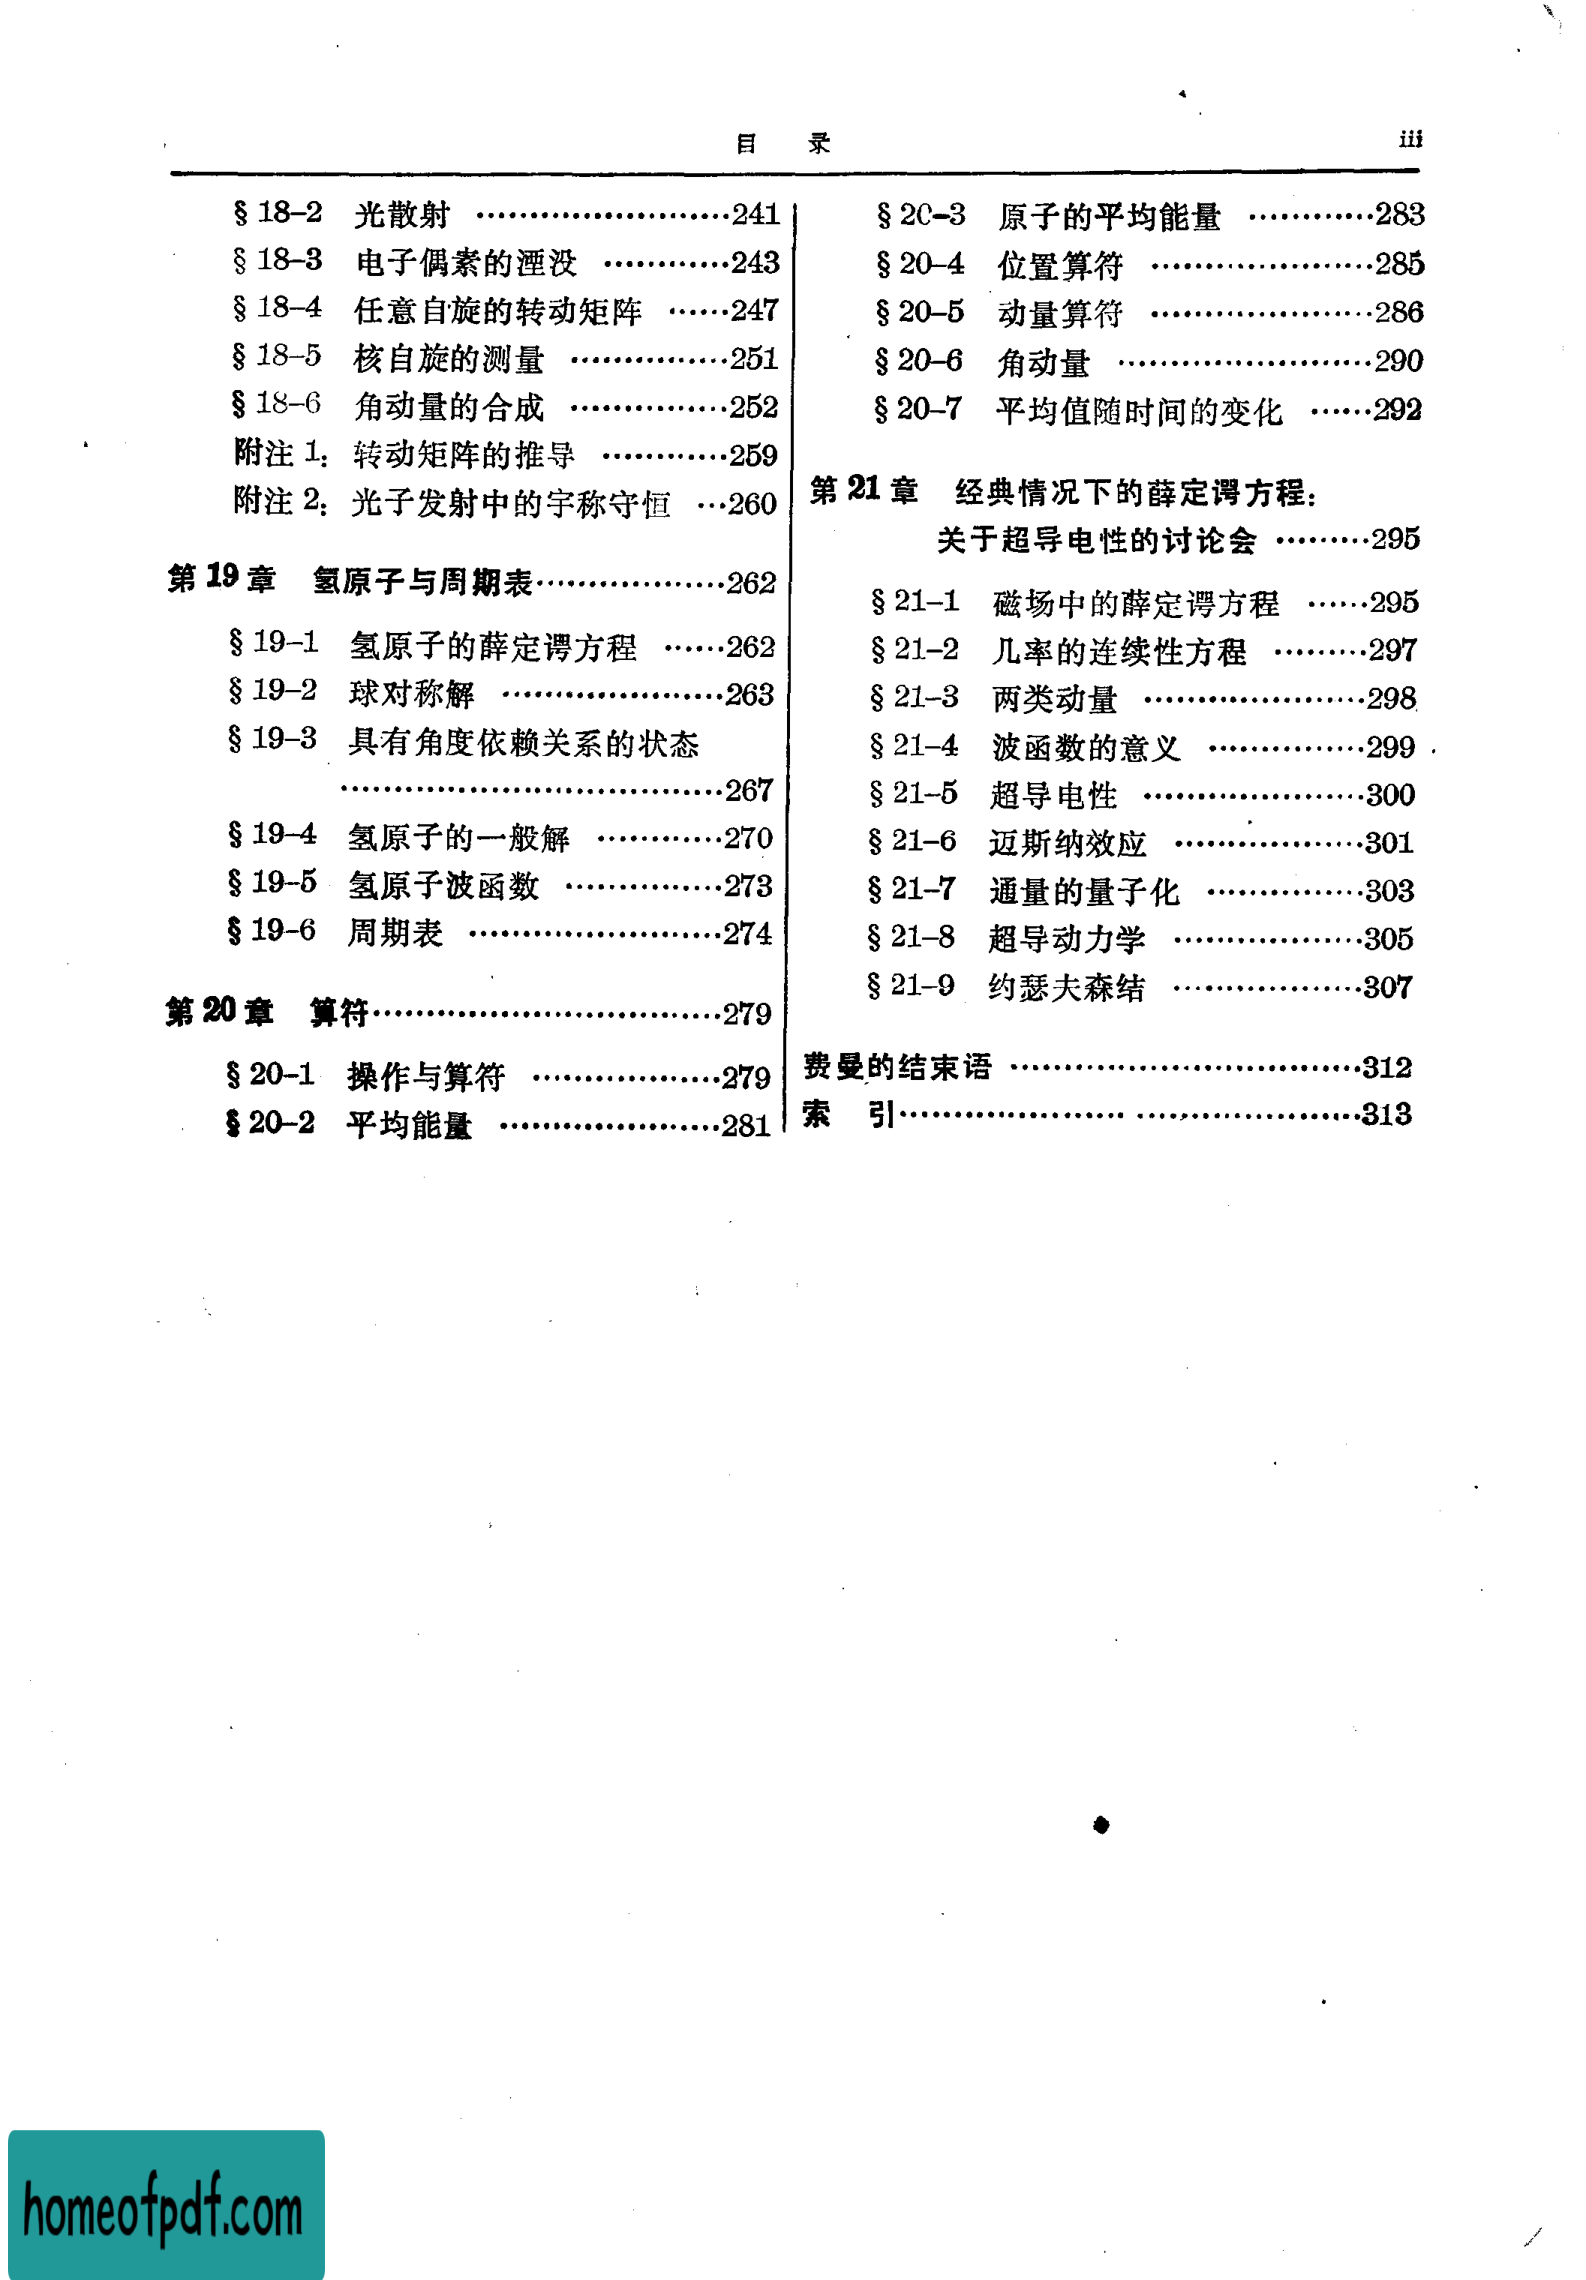 目 录 iii
§ 18-2 光散射 ……………………241
§ 18-3 电子偶素的湮没 …………243
§ 18-4 任意自旋的转动矩阵 ……247
§ 18-5 核自旋的测量 ……………251
§ 18-6 角动量的合成 ……………252
附注 1: 转动矩阵的推导 …………259
附注 2: 光子发射中的宇称守恒 …260
第 19 章 氢原子与周期表………………262
§ 19-1 氢原子的薛定谔方程 ……262
§ 19-2 球对称解 …………………263
§ 19-3 具有角度依赖关系的状态
………………………………267
§ 19-4 氢原子的一般解 …………270
§ 19-5 氢原子波函数 ……………273
§ 19-6 周期表 ……………………274
第 20 章 算符……………………………279
§ 20-1 操作与算符 ………………279
§ 20-2 平均能量 …………………281
§ 20-3 原子的平均能量 …………283
§ 20-4 位置算符 …………………285
§ 20-5 动量算符 …………………286
§ 20-6 角动量 ……………………290
§ 20-7 平均值随时间的变化 ……292
第 21 章 经典情况下的薛定谔方程:
关于超导电性的讨论会 ………295
§ 21-1 磁场中的薛定谔方程 ……295
§ 21-2 几率的连续性方程 ………297
§ 21-3 两类动量 …………………298
§ 21-4 波函数的意义 ……………299
§ 21-5 超导电性 …………………300
§ 21-6 迈斯纳效应 ………………301
§ 21-7 通量的量子化 ……………303
§ 21-8 超导动力学 ………………305
§ 21-9 约瑟夫森结 ………………307
费曼的结束语 ……………………………312
索 引……………………………………313
homeofpdf.com